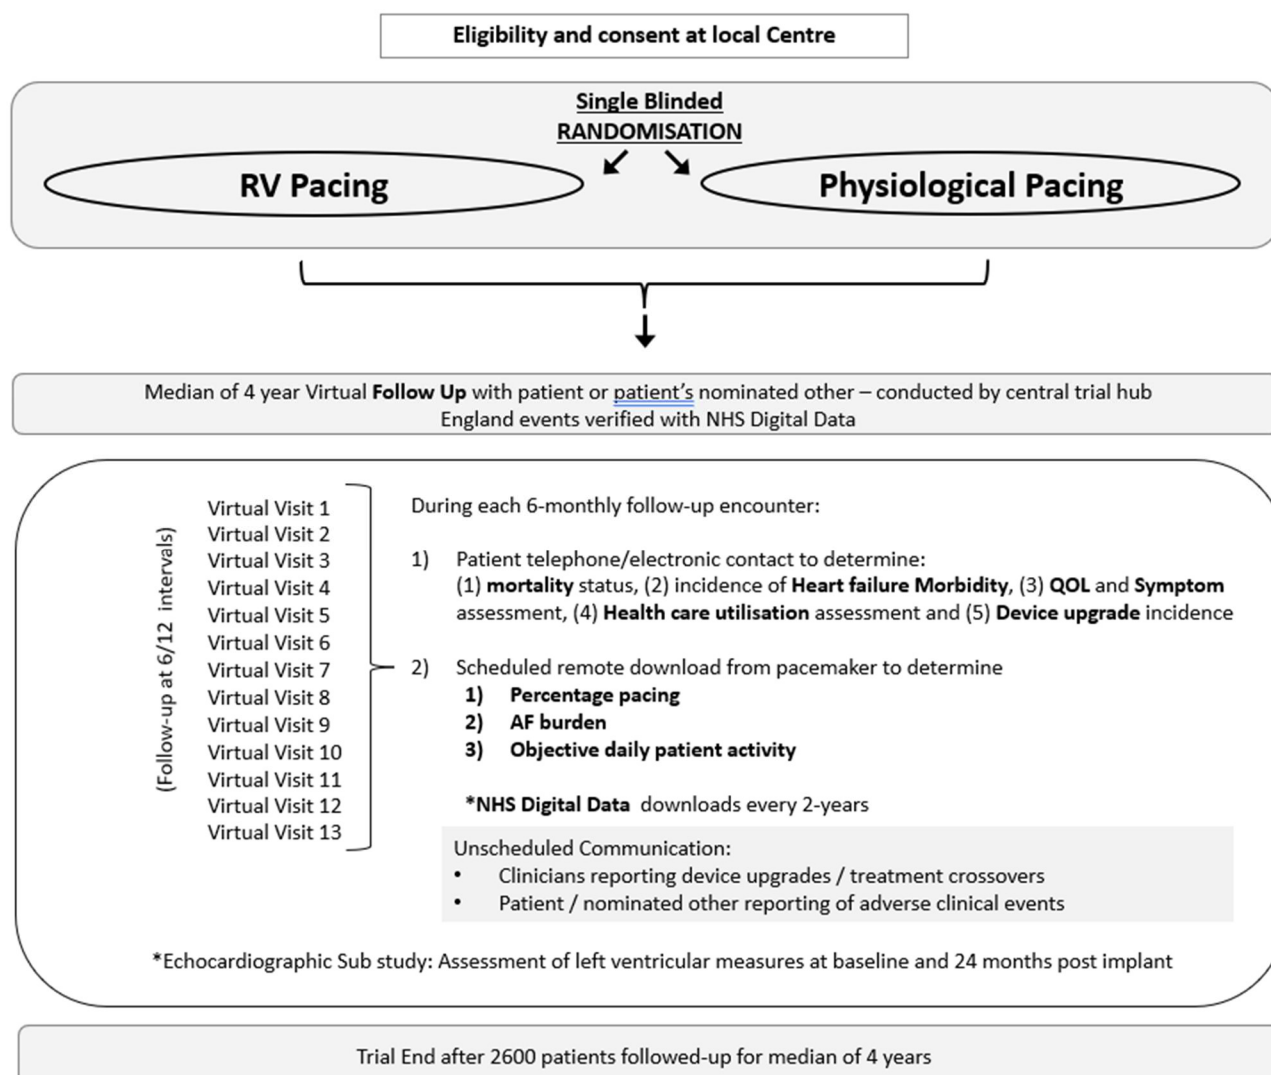 Eligibility and consent at local Centre
Single Blinded
RANDOMISATION
RV Pacing
Physiological Pacing
Median of 4 year Virtual Follow Up with patient or patient's nominated other – conducted by central trial hub
England events verified with NHS Digital Data
(Follow-up at 6/12 intervals)
Virtual Visit 1
Virtual Visit 2
Virtual Visit 3
Virtual Visit 4
Virtual Visit 5
Virtual Visit 6
Virtual Visit 7
Virtual Visit 8
Virtual Visit 9
Virtual Visit 10
Virtual Visit 11
Virtual Visit 12
Virtual Visit 13
During each 6-monthly follow-up encounter:
1) Patient telephone/electronic contact to determine:
(1) mortality status, (2) incidence of Heart failure Morbidity, (3) QOL and Symptom
assessment, (4) Health care utilisation assessment and (5) Device upgrade incidence
2) Scheduled remote download from pacemaker to determine
1) Percentage pacing
2) AF burden
3) Objective daily patient activity
*NHS Digital Data downloads every 2-years
Unscheduled Communication:
• Clinicians reporting device upgrades / treatment crossovers
• Patient / nominated other reporting of adverse clinical events
*Echocardiographic Sub study: Assessment of left ventricular measures at baseline and 24 months post implant
Trial End after 2600 patients followed-up for median of 4 years